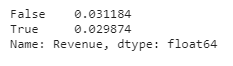 False    0.031184
True     0.029874
Name: Revenue, dtype: float64